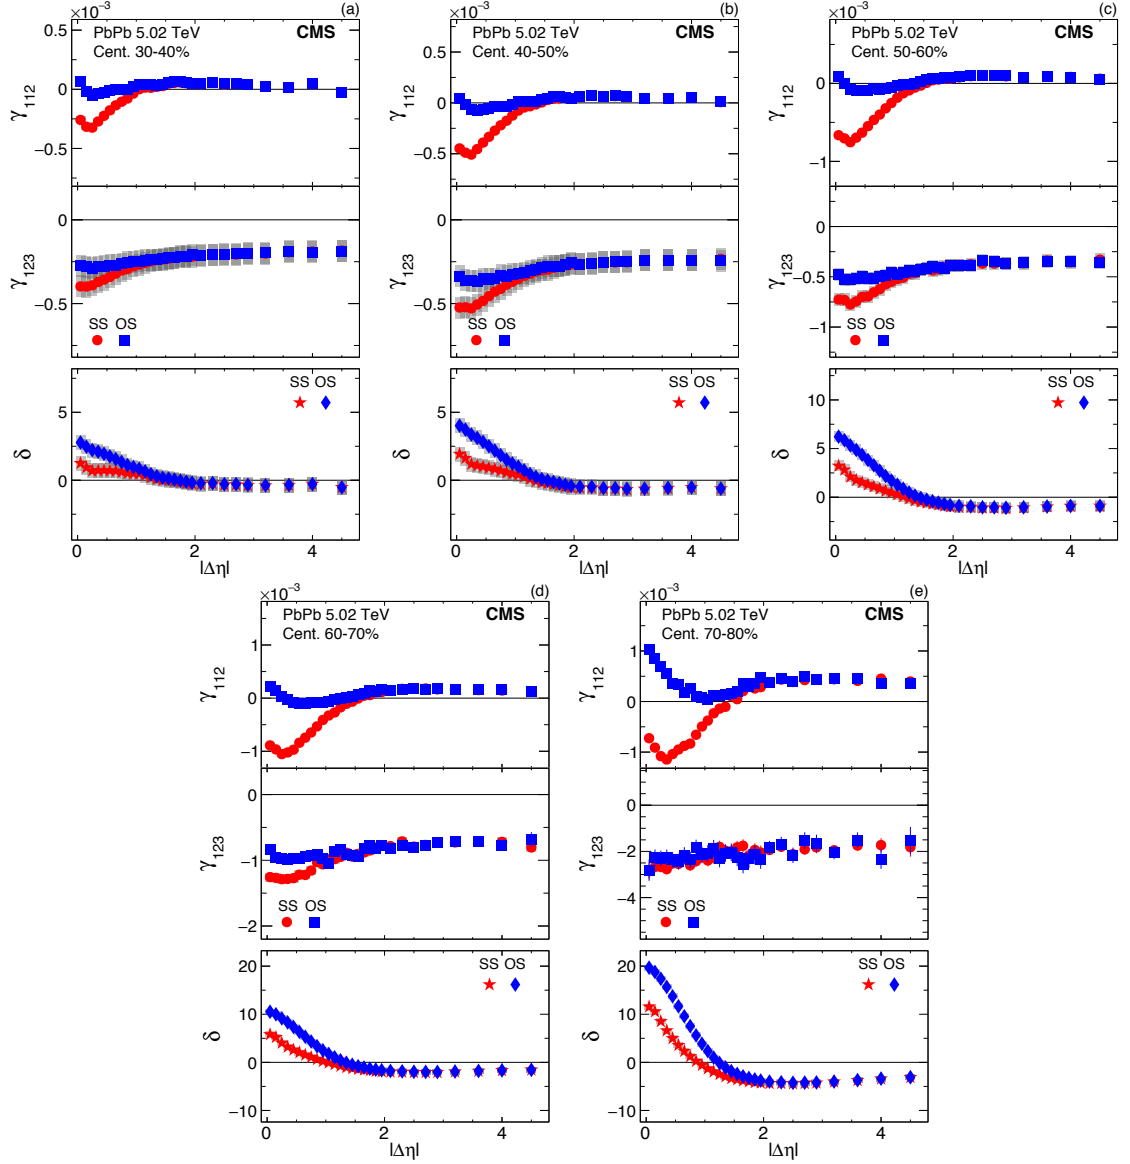 ×10⁻³ (a)
PbPb 5.02 TeV CMS
Cent. 30-40%
0.5
0
−0.5
γ112
0
−0.5
γ123
SS OS
SS OS
5
0
δ
0 2 4
|Δη|
×10⁻³ (b)
PbPb 5.02 TeV CMS
Cent. 40-50%
0.5
0
−0.5
γ112
0
−0.5
γ123
SS OS
SS OS
5
0
δ
0 2 4
|Δη|
×10⁻³ (c)
PbPb 5.02 TeV CMS
Cent. 50-60%
0
−1
γ112
0
−0.5
−1
γ123
SS OS
SS OS
10
5
0
δ
0 2 4
|Δη|
×10⁻³ (d)
PbPb 5.02 TeV CMS
Cent. 60-70%
1
0
−1
γ112
0
−1
−2
γ123
SS OS
SS OS
20
10
0
−10
δ
0 2 4
|Δη|
×10⁻³ (e)
PbPb 5.02 TeV CMS
Cent. 70-80%
1
0
−1
γ112
0
−2
−4
γ123
SS OS
SS OS
20
10
0
−10
δ
0 2 4
|Δη|